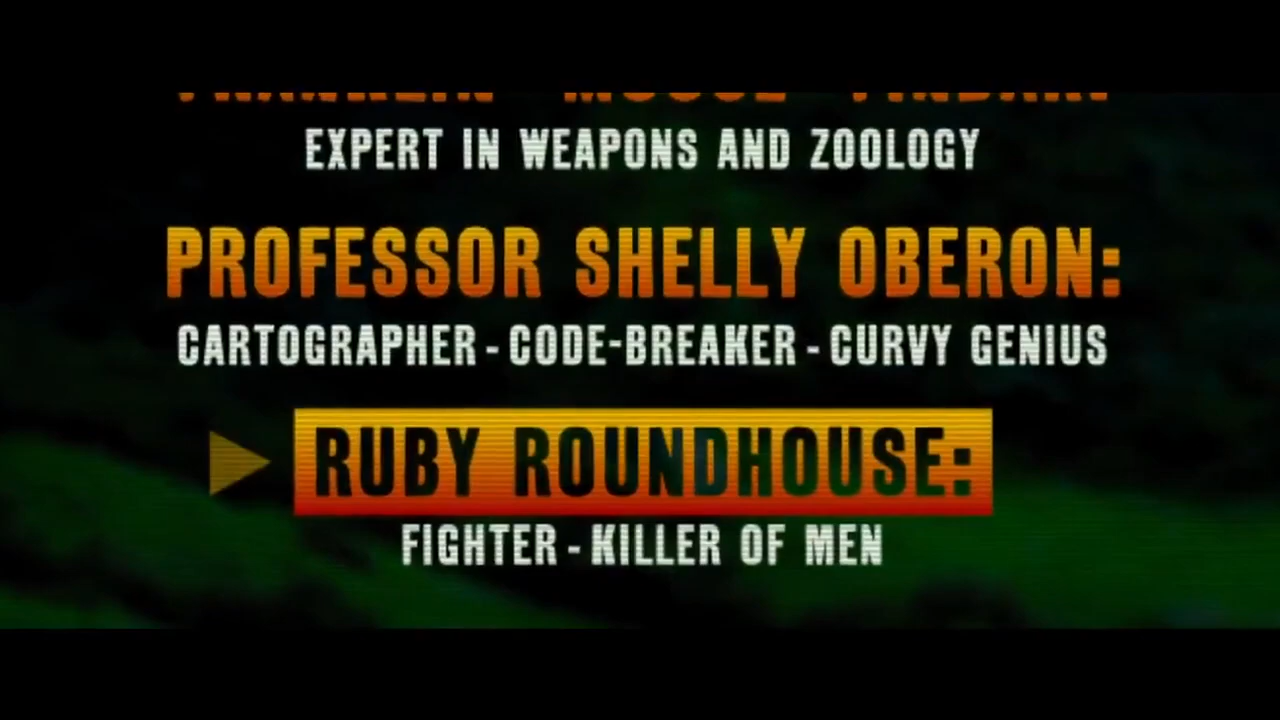 EXPERT IN WEAPONS AND ZOOLOGY
PROFESSOR SHELLY OBERON:
CARTOGRAPHER - CODE-BREAKER - CURVY GENIUS
RUBY ROUNDHOUSE:
FIGHTER - KILLER OF MEN